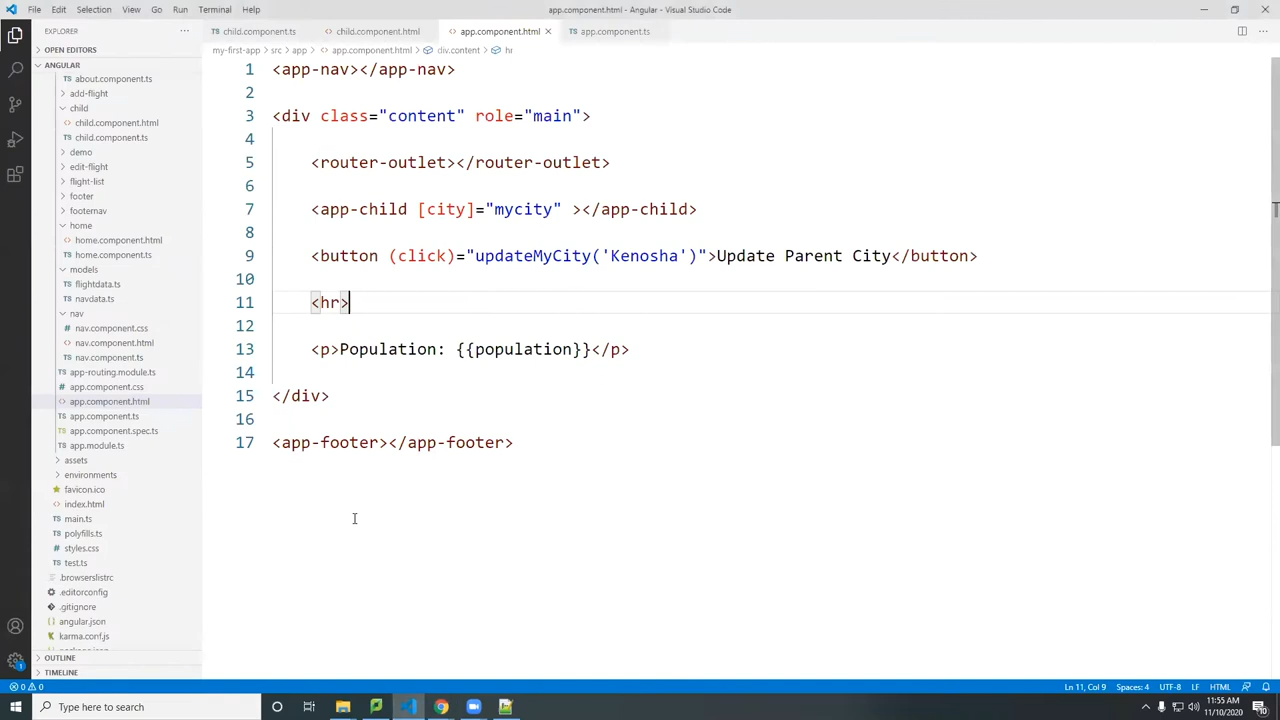 File Edit Selection View Go Run Terminal Help
app.component.html - Angular - Visual Studio Code
EXPLORER
OPEN EDITORS
ANGULAR
about.component.ts
add-flight
child
child.component.html
child.component.ts
demo
edit-flight
flight-list
footer
footernav
home
home.component.html
home.component.ts
models
flightdata.ts
navdata.ts
nav
nav.component.css
nav.component.html
nav.component.ts
app-routing.module.ts
app.component.css
app.component.html
app.component.ts
app.component.spec.ts
app.module.ts
assets
environments
favicon.ico
index.html
main.ts
polyfills.ts
styles.css
test.ts
.browserslistrc
.editorconfig
.gitignore
angular.json
karma.conf.js
OUTLINE
TIMELINE
child.component.ts child.component.html app.component.html app.component.ts
my-first-app > src > app > app.component.html > div.content > hr
1 <app-nav></app-nav>
2
3 <div class="content" role="main">
4
5 <router-outlet></router-outlet>
6
7 <app-child [city]="mycity" ></app-child>
8
9 <button (click)="updateMyCity('Kenosha')">Update Parent City</button>
10
11 <hr>
12
13 <p>Population: {{population}}</p>
14
15 </div>
16
17 <app-footer></app-footer>
0 0 Ln 11, Col 9 Spaces: 4 UTF-8 LF HTML
Type here to search
11:55 AM
11/10/2020